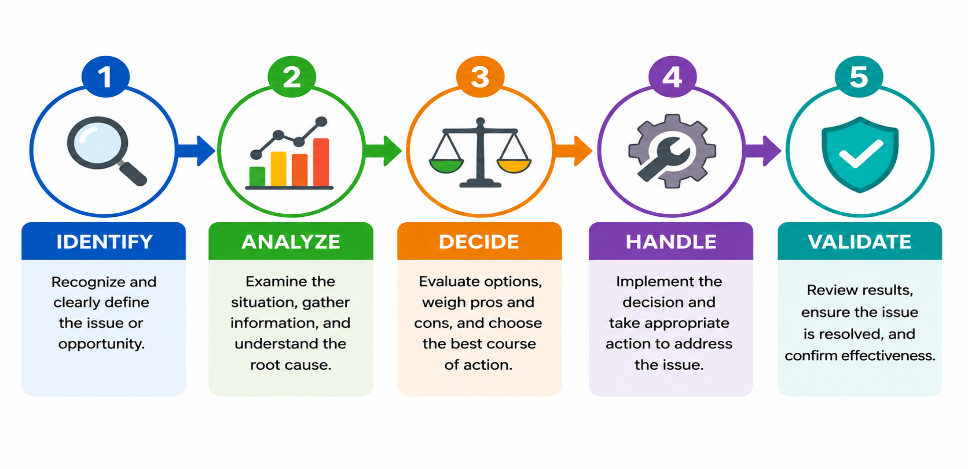 1
2
3
4
5
IDENTIFY
Recognize and
clearly define
the issue or
opportunity.
ANALYZE
Examine the
situation, gather
information, and
understand the
root cause.
DECIDE
Evaluate options,
weigh pros and
cons, and choose
the best course
of action.
HANDLE
Implement the
decision and
take appropriate
action to address
the issue.
VALIDATE
Review results,
ensure the issue
is resolved, and
confirm effectiveness.